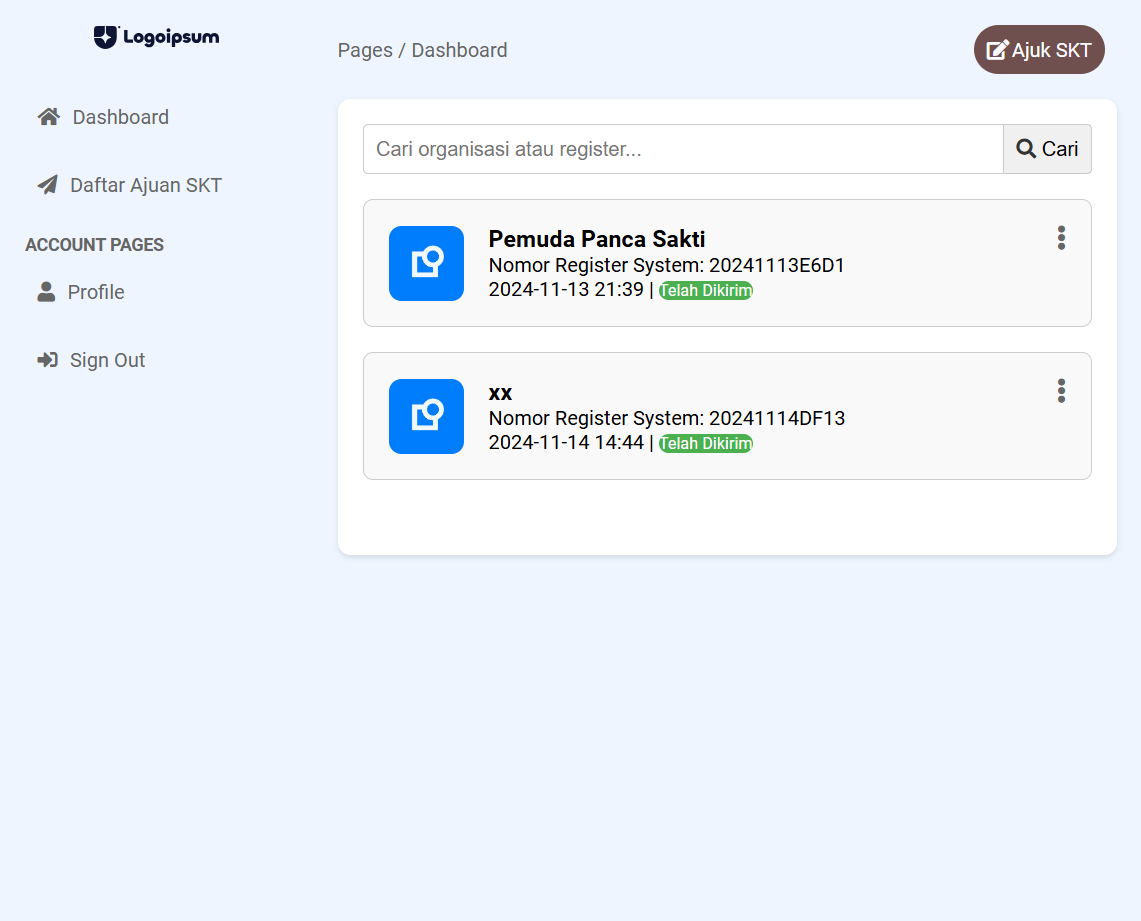 Logoipsum
Pages / Dashboard
Ajuk SKT
Dashboard
Daftar Ajuan SKT
ACCOUNT PAGES
Profile
Sign Out
Cari organisasi atau register...
Cari
Pemuda Panca Sakti
Nomor Register System: 20241113E6D1
2024-11-13 21:39 | Telah Dikirim
xx
Nomor Register System: 20241114DF13
2024-11-14 14:44 | Telah Dikirim